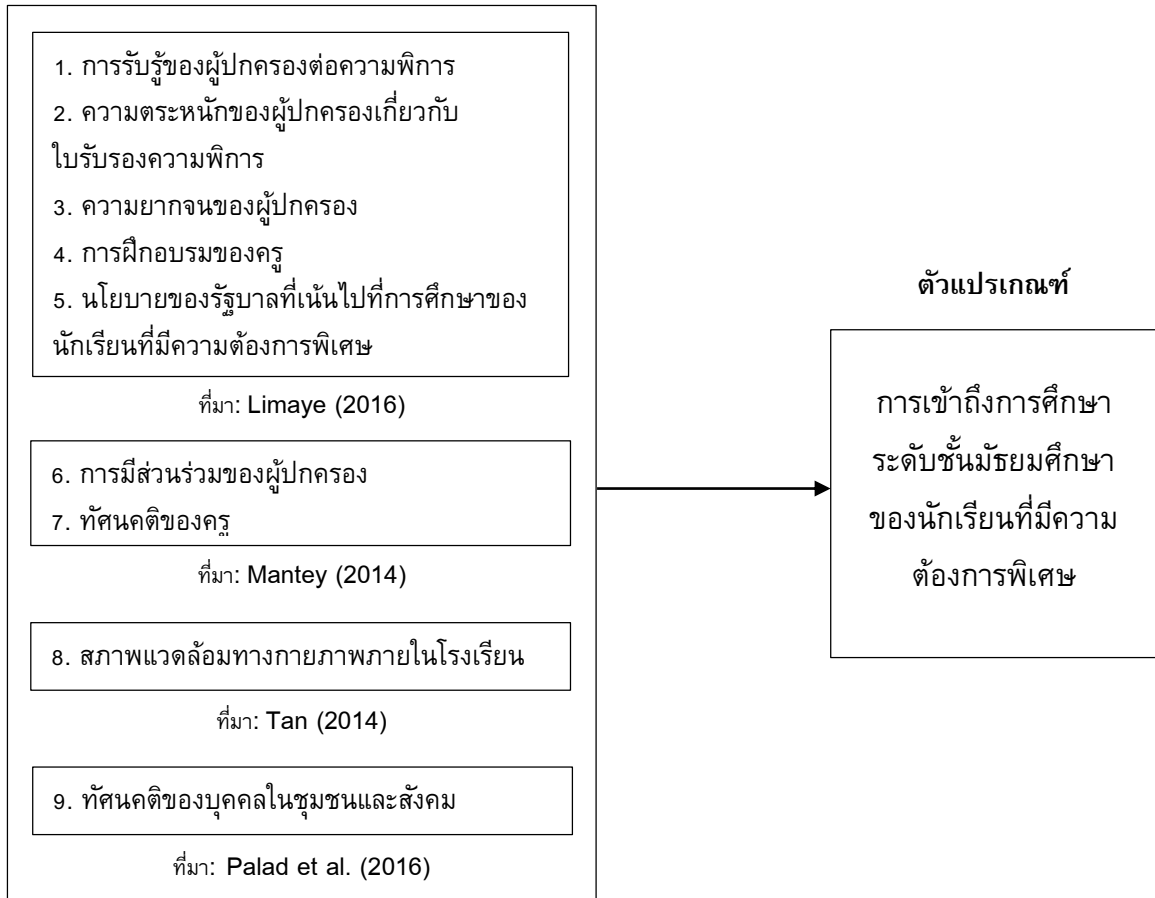 1. การรับรู้ของผู้ปกครองต่อความพิการ
2. ความตระหนักของผู้ปกครองเกี่ยวกับ
ใบรับรองความพิการ
3. ความยากจนของผู้ปกครอง
4. การฝึกอบรมของครู
5. นโยบายของรัฐบาลที่เน้นไปที่การศึกษาของ
นักเรียนที่มีความต้องการพิเศษ
ที่มา: Limaye (2016)
6. การมีส่วนร่วมของผู้ปกครอง
7. ทัศนคติของครู
ที่มา: Mantey (2014)
8. สภาพแวดล้อมทางกายภาพภายในโรงเรียน
ที่มา: Tan (2014)
9. ทัศนคติของบุคคลในชุมชนและสังคม
ที่มา: Palad et al. (2016)
ตัวแปรเกณฑ์
การเข้าถึงการศึกษา
ระดับชั้นมัธยมศึกษา
ของนักเรียนที่มีความ
ต้องการพิเศษ